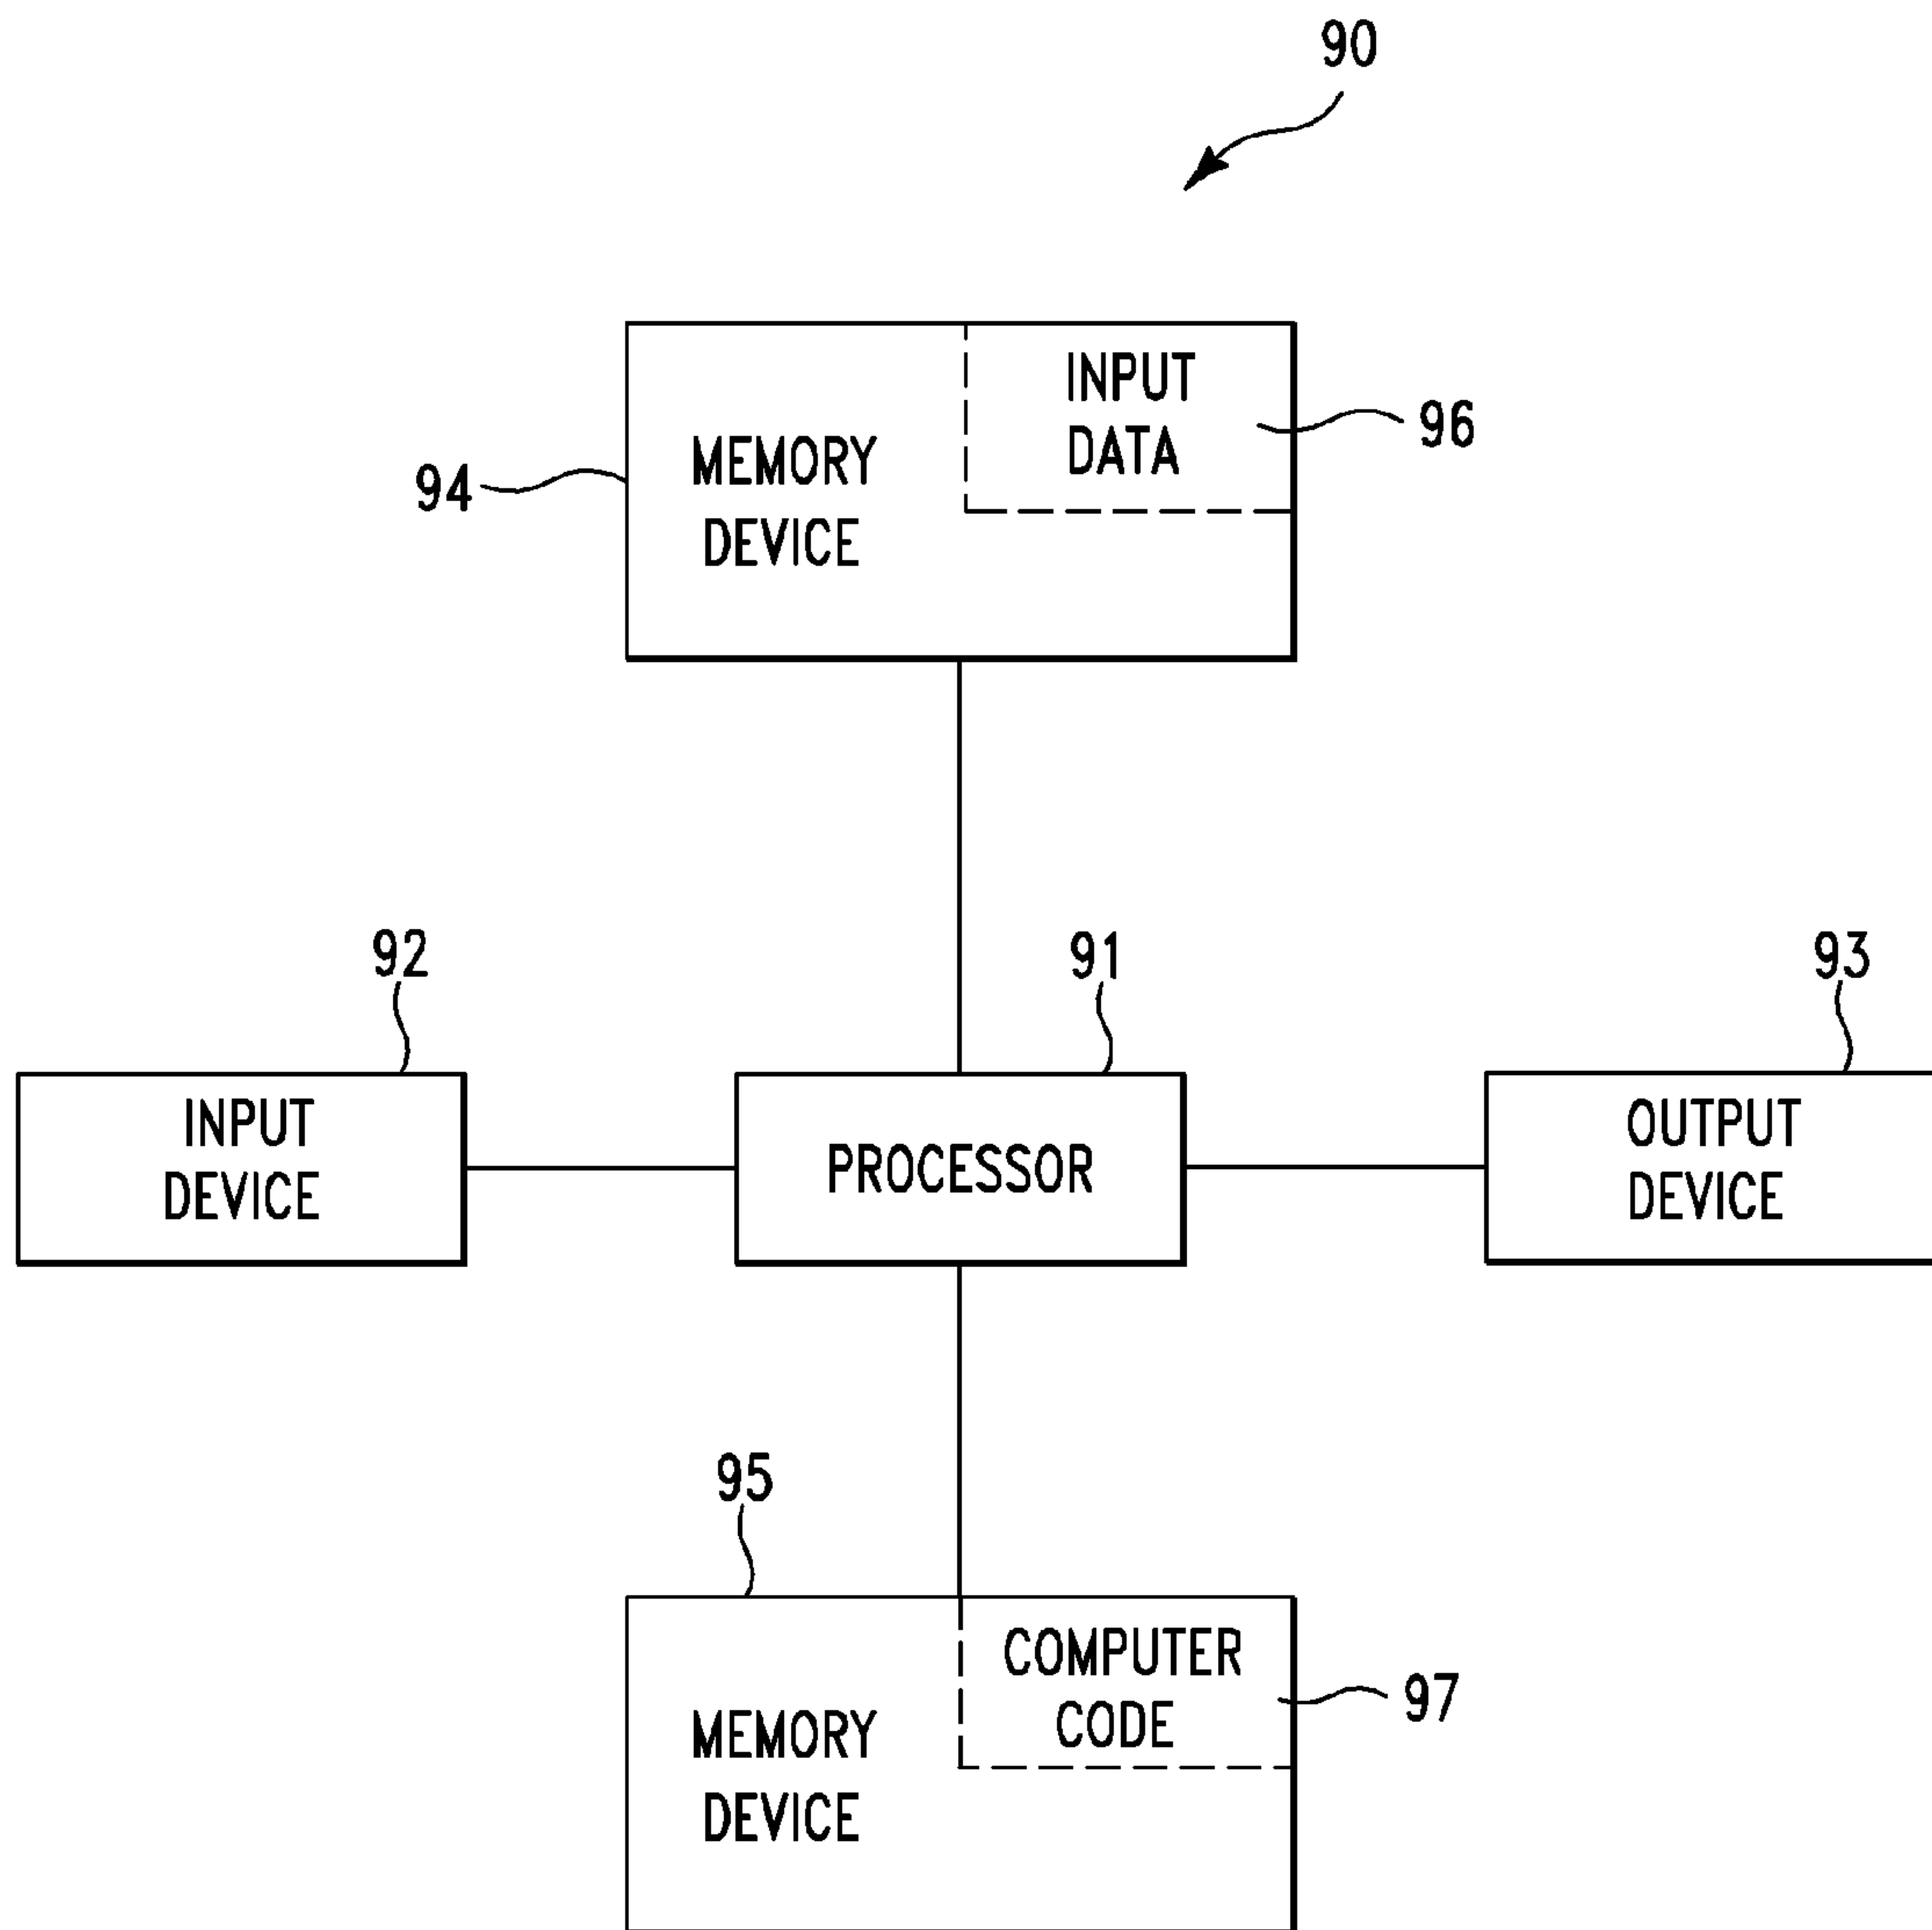 90
INPUT
DATA
96
MEMORY
DEVICE
94
92
91
93
INPUT
DEVICE
PROCESSOR
OUTPUT
DEVICE
95
COMPUTER
CODE
97
MEMORY
DEVICE